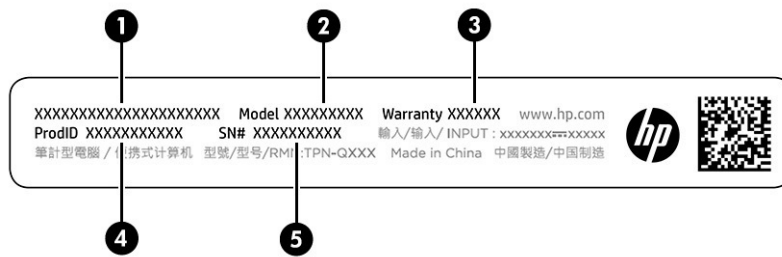 1 2 3
XXXXXXXXXXXXXXXXXXXXX Model XXXXXXXXX Warranty XXXXXX www.hp.com
ProdID XXXXXXXXXXX SN# XXXXXXXXXX 輸入/输入/ INPUT : xxxxxxx⎓xxxxx
筆計型電腦 / 便携式计算机 型號/型号/RMN:TPN-QXXX Made in China 中國製造/中国制造
hp
4 5